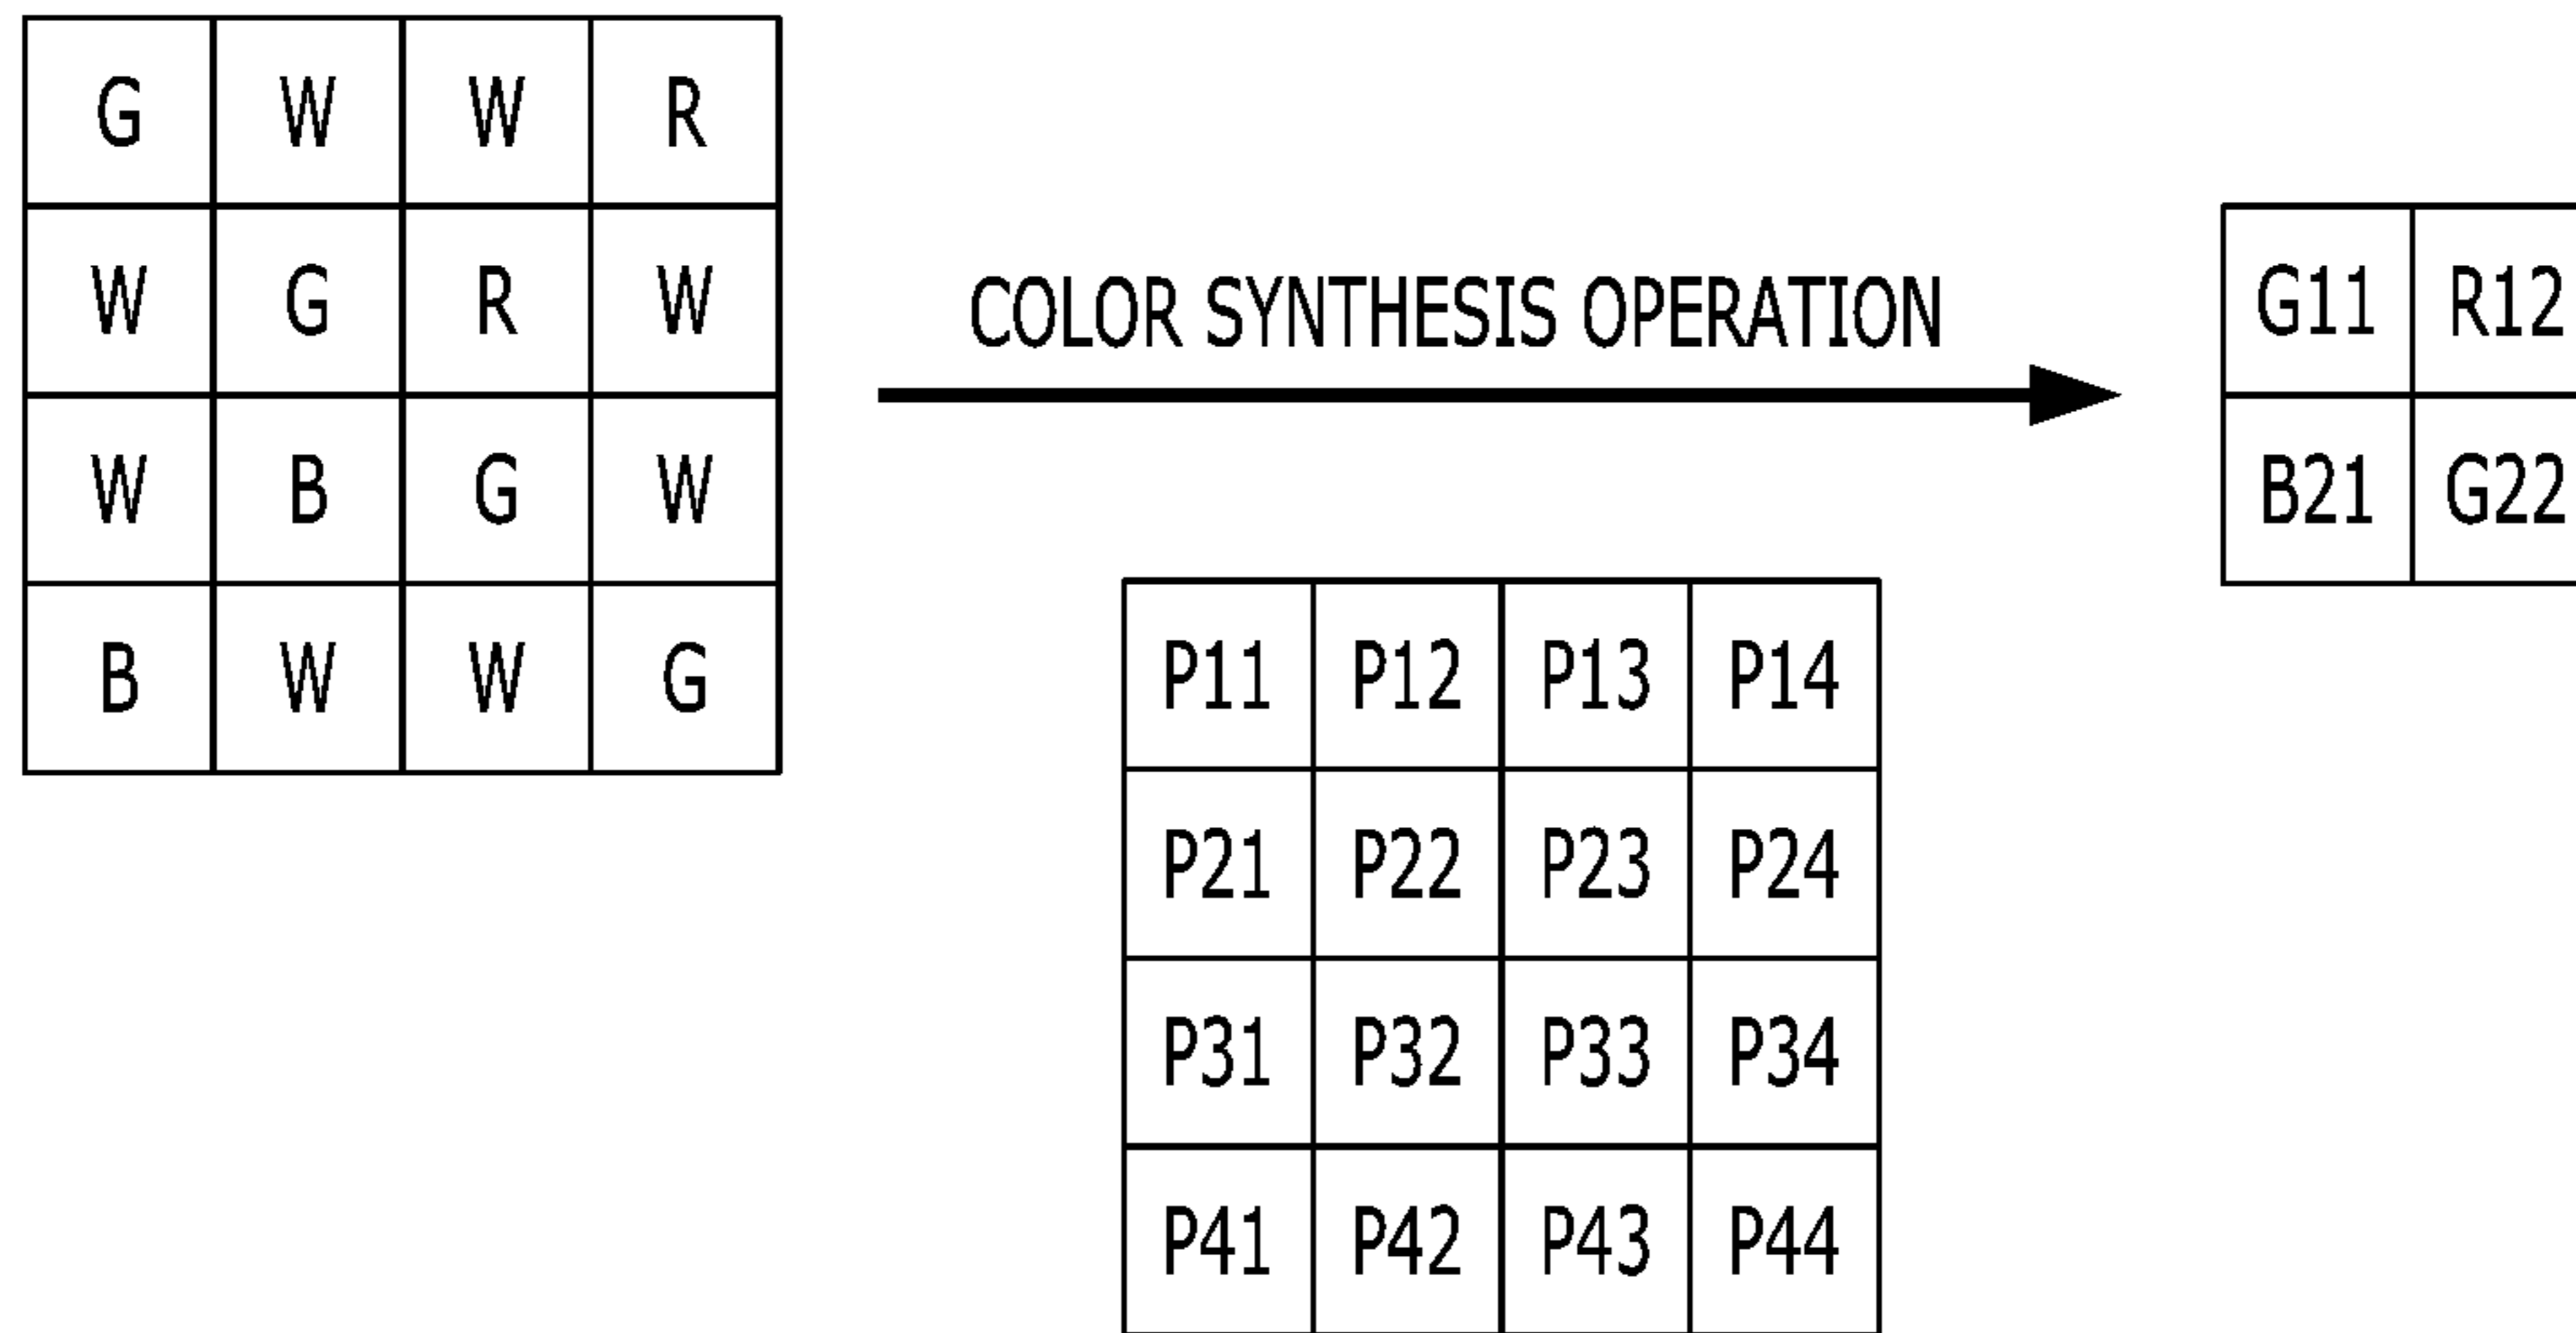 G W W R
W G R W
W B G W
B W W G
COLOR SYNTHESIS OPERATION
G11 R12
B21 G22
P11 P12 P13 P14
P21 P22 P23 P24
P31 P32 P33 P34
P41 P42 P43 P44